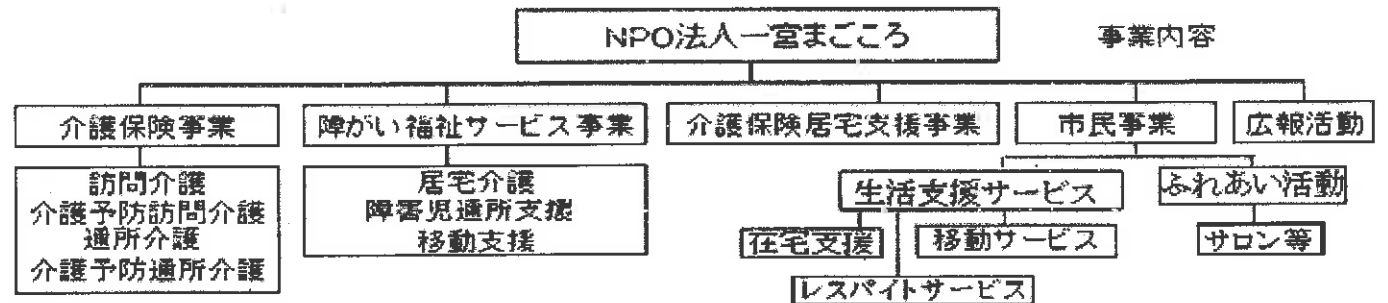 NPO法人一宮まごころ
事業内容
介護保険事業
障がい福祉サービス事業
介護保険居宅支援事業
市民事業
広報活動
訪問介護
介護予防訪問介護
通所介護
介護予防通所介護
居宅介護
障害児通所支援
移動支援
生活支援サービス
ふれあい活動
在宅支援
移動サービス
サロン等
レスパイトサービス